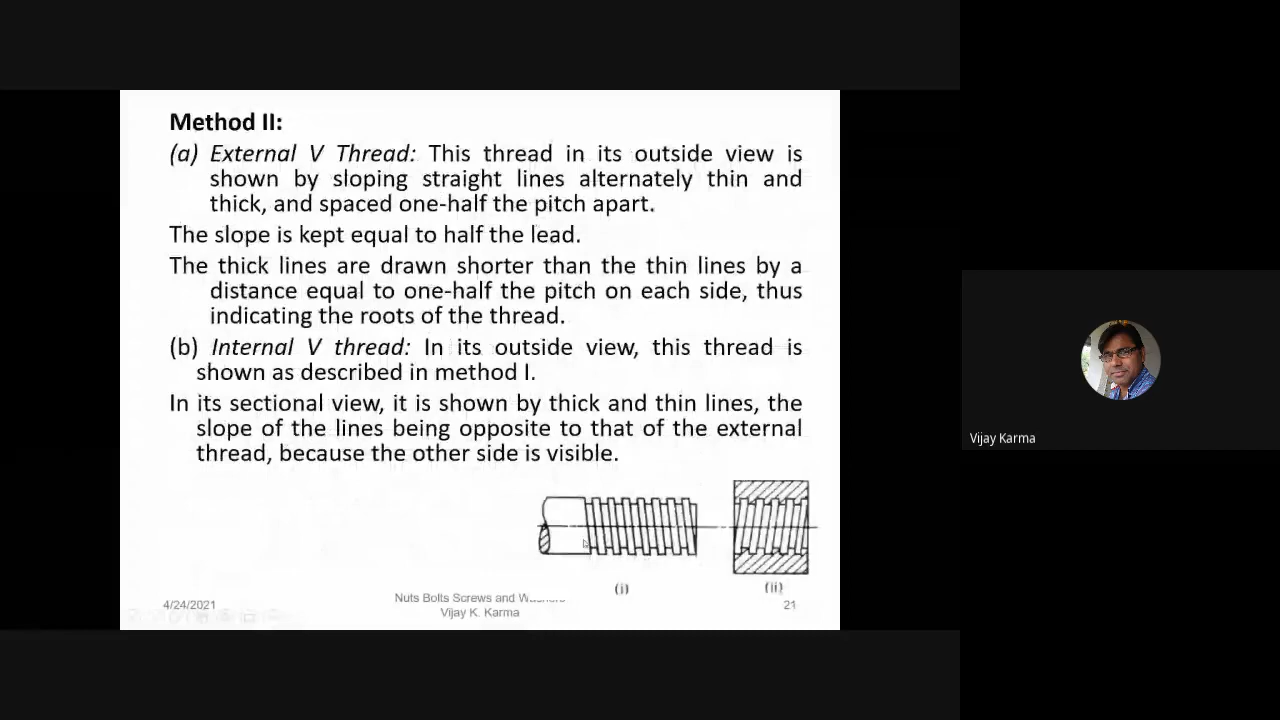 Method II:
(a) External V Thread: This thread in its outside view is
shown by sloping straight lines alternately thin and
thick, and spaced one-half the pitch apart.
The slope is kept equal to half the lead.
The thick lines are drawn shorter than the thin lines by a
distance equal to one-half the pitch on each side, thus
indicating the roots of the thread.
(b) Internal V thread: In its outside view, this thread is
shown as described in method I.
In its sectional view, it is shown by thick and thin lines, the
slope of the lines being opposite to that of the external
thread, because the other side is visible.
(i)
(ii)
4/24/2021
Nuts Bolts Screws and
Vijay K. Karma
21
Vijay Karma